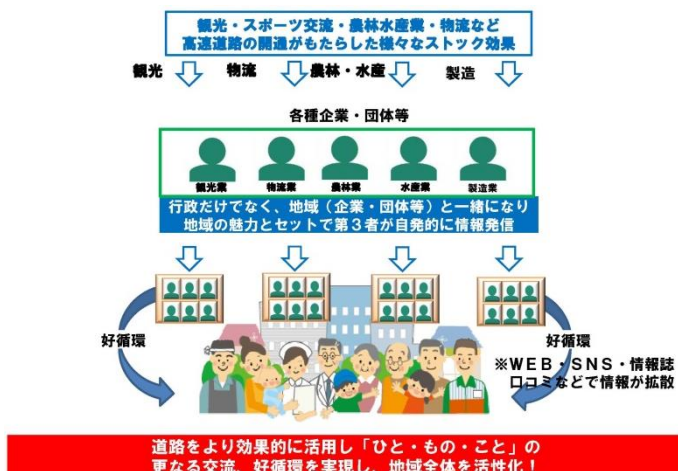 観光・スポーツ交流・農林水産業・物流など
高速道路の開通がもたらした様々なストック効果
観光 物流 農林・水産 製造
各種企業・団体等
観光業 物流業 農林業 水産業 製造業
行政だけでなく、地域（企業・団体等）と一緒になり
地域の魅力とセットで第３者が自発的に情報発信
好循環
好循環
※ＷＥＢ・ＳＮＳ・情報誌
口コミなどで情報が拡散
道路をより効果的に活用し「ひと・もの・こと」の
更なる交流、好循環を実現し、地域全体を活性化！